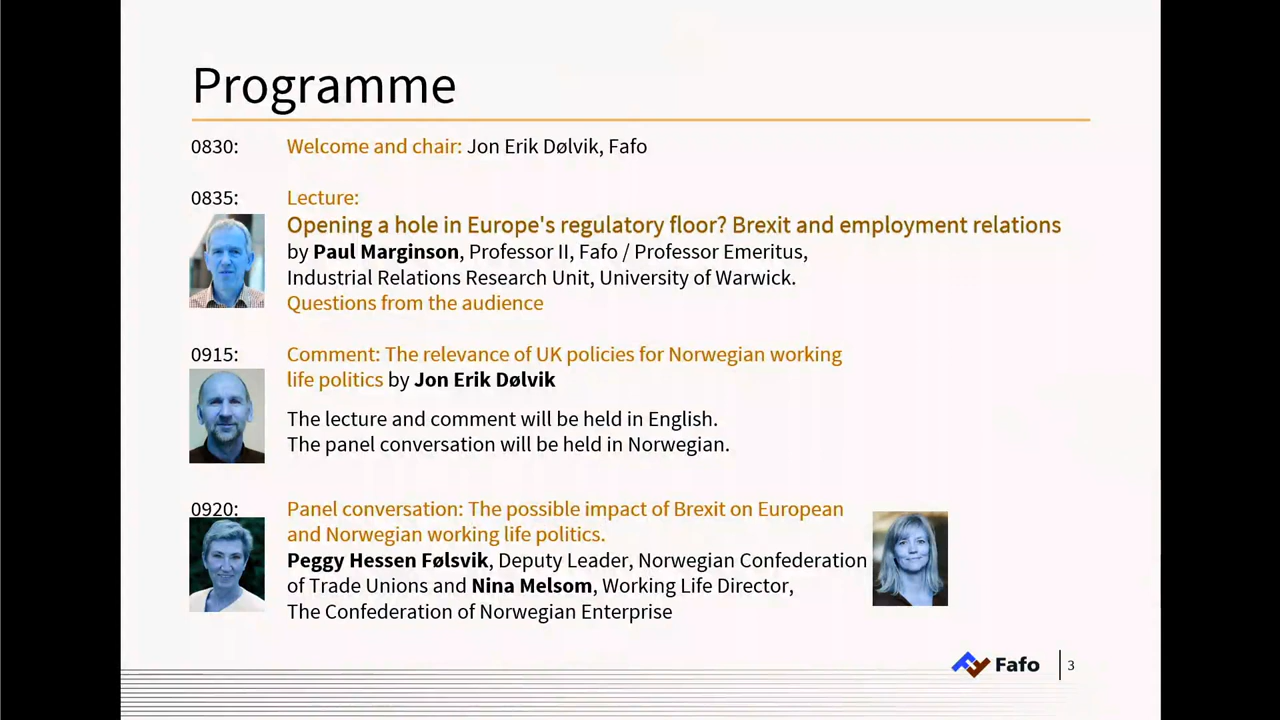 Programme
0830: Welcome and chair: Jon Erik Dølvik, Fafo
0835: Lecture:
Opening a hole in Europe's regulatory floor? Brexit and employment relations
by Paul Marginson, Professor II, Fafo / Professor Emeritus,
Industrial Relations Research Unit, University of Warwick.
Questions from the audience
0915: Comment: The relevance of UK policies for Norwegian working
life politics by Jon Erik Dølvik
The lecture and comment will be held in English.
The panel conversation will be held in Norwegian.
0920: Panel conversation: The possible impact of Brexit on European
and Norwegian working life politics.
Peggy Hessen Følsvik, Deputy Leader, Norwegian Confederation
of Trade Unions and Nina Melsom, Working Life Director,
The Confederation of Norwegian Enterprise
Fafo 3